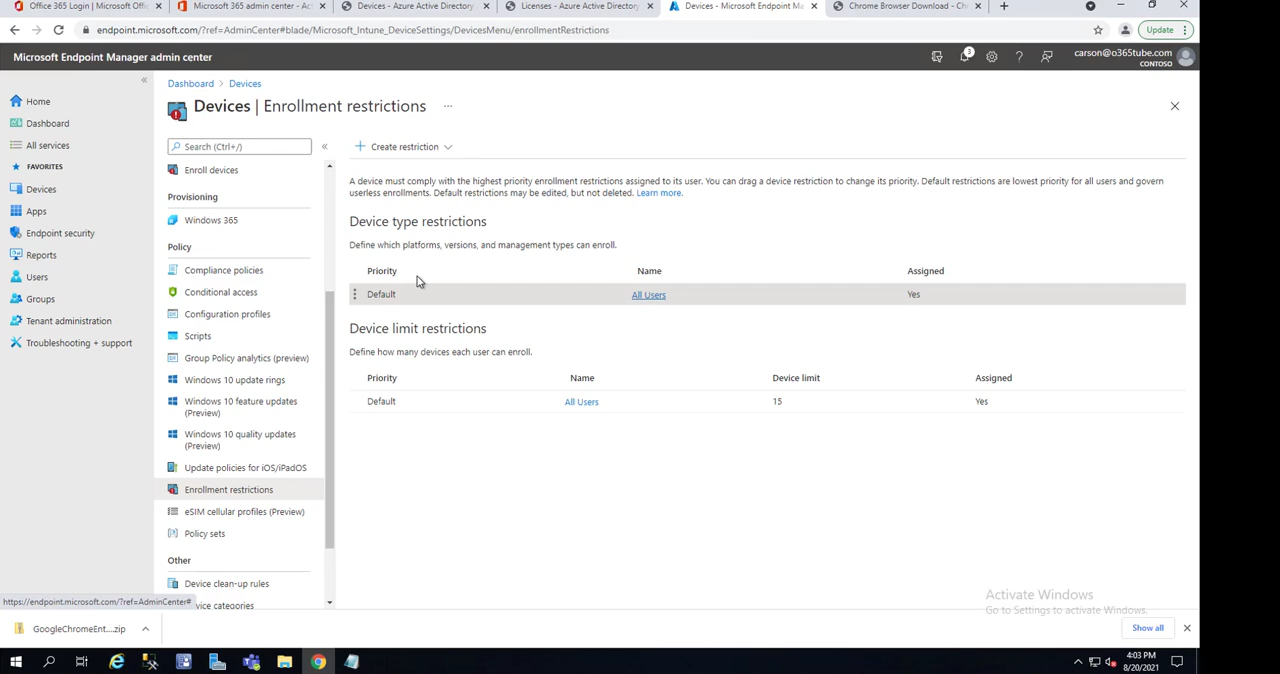 Office 365 Login | Microsoft Offic
Microsoft 365 admin center - Act
Devices - Azure Active Directory
Licenses - Azure Active Directory
Devices - Microsoft Endpoint Ma
Chrome Browser Download - Ch
endpoint.microsoft.com/?ref=AdminCenter#blade/Microsoft_Intune_DeviceSettings/DevicesMenu/enrollmentRestrictions
Update
Microsoft Endpoint Manager admin center
3
carson@o365tube.com
CONTOSO
Home
Dashboard
All services
FAVORITES
Devices
Apps
Endpoint security
Reports
Users
Groups
Tenant administration
Troubleshooting + support
Dashboard > Devices
Devices | Enrollment restrictions
Search (Ctrl+/)
Enroll devices
Provisioning
Windows 365
Policy
Compliance policies
Conditional access
Configuration profiles
Scripts
Group Policy analytics (preview)
Windows 10 update rings
Windows 10 feature updates
(Preview)
Windows 10 quality updates
(Preview)
Update policies for iOS/iPadOS
Enrollment restrictions
eSIM cellular profiles (Preview)
Policy sets
Other
Device clean-up rules
vice categories
Create restriction
A device must comply with the highest priority enrollment restrictions assigned to its user. You can drag a device restriction to change its priority. Default restrictions are lowest priority for all users and govern
userless enrollments. Default restrictions may be edited, but not deleted. Learn more.
Device type restrictions
Define which platforms, versions, and management types can enroll.
Priority Name Assigned
Default All Users Yes
Device limit restrictions
Define how many devices each user can enroll.
Priority Name Device limit Assigned
Default All Users 15 Yes
Activate Windows
Go to Settings to activate Windows.
https://endpoint.microsoft.com/?ref=AdminCenter#
GoogleChromeEnt....zip
Show all
4:03 PM
8/20/2021